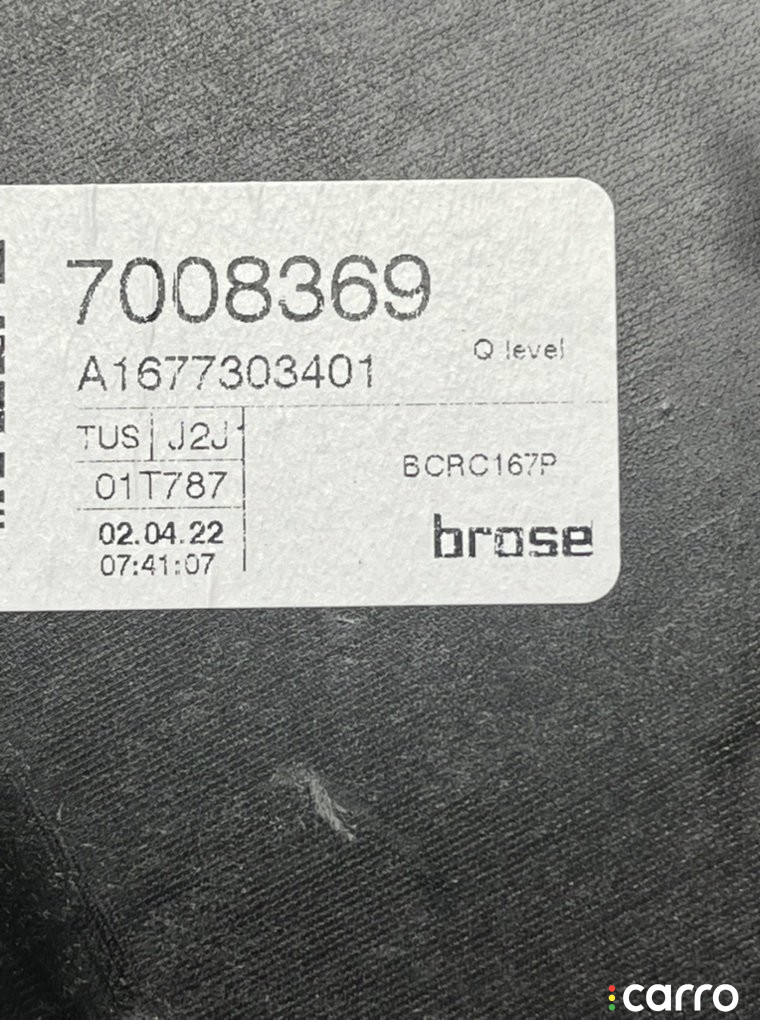 7008369
A1677303401
Q level
TUS J2J
01T787
BCRC167P
02.04.22
07:41:07
brose
carro